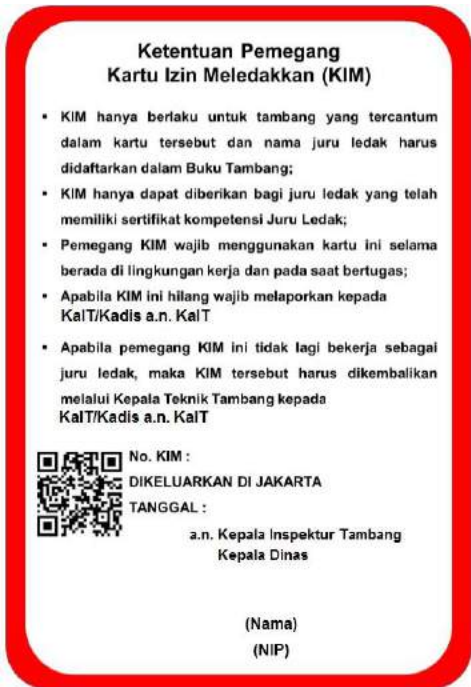 Ketentuan Pemegang
Kartu Izin Meledakkan (KIM)
▪ KIM hanya berlaku untuk tambang yang tercantum
dalam kartu tersebut dan nama juru ledak harus
didaftarkan dalam Buku Tambang;
▪ KIM hanya dapat diberikan bagi juru ledak yang telah
memiliki sertifikat kompetensi Juru Ledak;
▪ Pemegang KIM wajib menggunakan kartu ini selama
berada di lingkungan kerja dan pada saat bertugas;
▪ Apabila KIM ini hilang wajib melaporkan kepada
KaIT/Kadis a.n. KaIT
▪ Apabila pemegang KIM ini tidak lagi bekerja sebagai
juru ledak, maka KIM tersebut harus dikembalikan
melalui Kepala Teknik Tambang kepada
KaIT/Kadis a.n. KaIT
No. KIM :
DIKELUARKAN DI JAKARTA
TANGGAL :
a.n. Kepala Inspektur Tambang
Kepala Dinas
(Nama)
(NIP)